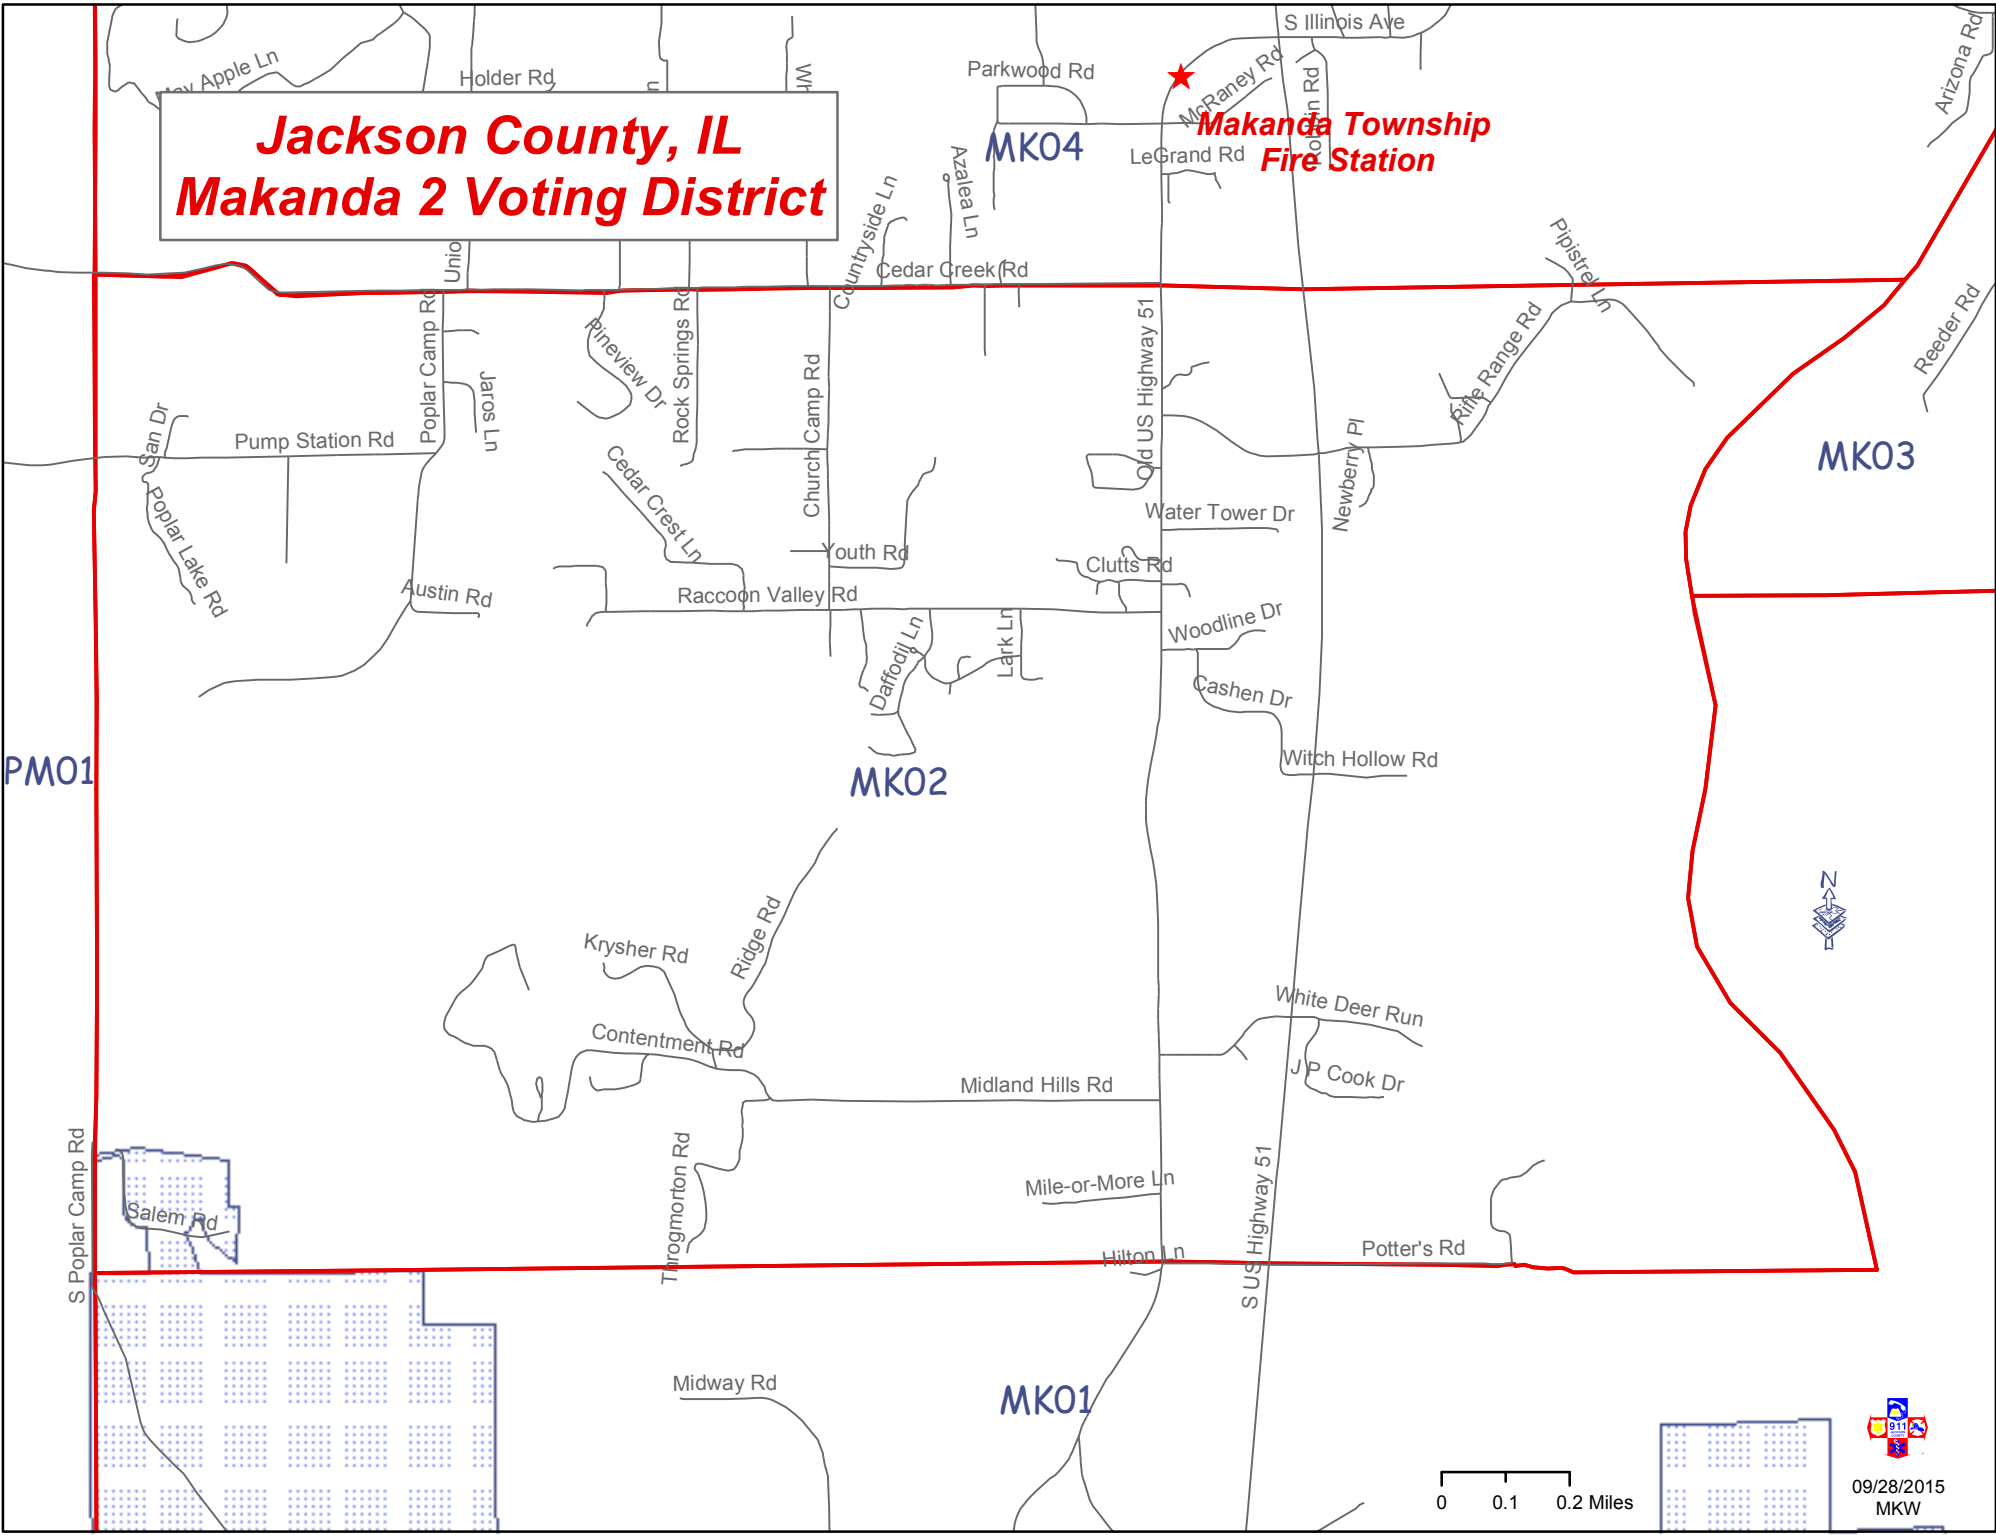 S Illinois Ave
May Apple Ln
Holder Rd
Parkwood Rd
McRaney Rd
Arizona Rd
Jackson County, IL
Makanda 2 Voting District
Makanda Township
Fire Station
MK04
LeGrand Rd
Azalea Ln
Countryside Ln
Cedar Creek Rd
Pipistrel Ln
Poplar Camp Rd
Pineview Dr
Rock Springs Rd
Church Camp Rd
Old US Highway 51
Rifle Range Rd
Reeder Rd
Jaros Ln
San Dr
Pump Station Rd
Cedar Crest Ln
Newberry Pl
MK03
Poplar Lake Rd
Water Tower Dr
Youth Rd
Clutts Rd
Austin Rd
Raccoon Valley Rd
Woodline Dr
Daffodil Ln
Lark Ln
Cashen Dr
Witch Hollow Rd
PM01
MK02
N
Krysher Rd
Ridge Rd
White Deer Run
Contentment Rd
J P Cook Dr
Midland Hills Rd
S Poplar Camp Rd
Throgmorton Rd
Mile-or-More Ln
S US Highway 51
Salem Rd
Hilton Ln
Potter's Rd
Midway Rd
MK01
911
0 0.1 0.2 Miles
09/28/2015
MKW